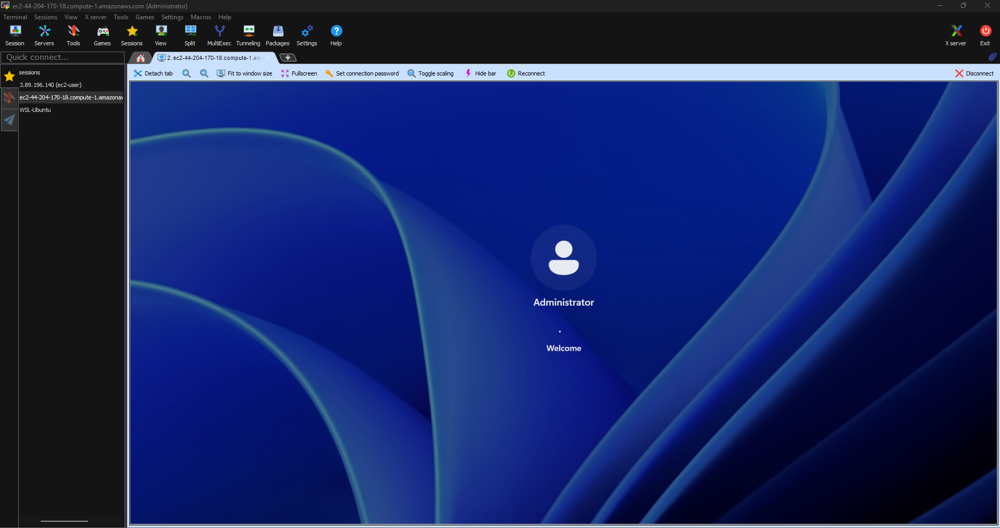 ec2-44-204-170-18.compute-1.amazonaws.com (Administrator)
Terminal Sessions View X server Tools Games Settings Macros Help
Session Servers Tools Games Sessions View Split MultiExec Tunneling Packages Settings Help X server Exit
Quick connect...
2. ec2-44-204-170-18.compute-1.ama
Detach tab Fit to window size Fullscreen Set connection password Toggle scaling Hide bar Reconnect Disconnect
sessions
3.89.196.140 (ec2-user)
ec2-44-204-170-18.compute-1.amazonaw
WSL-Ubuntu
Administrator
Welcome